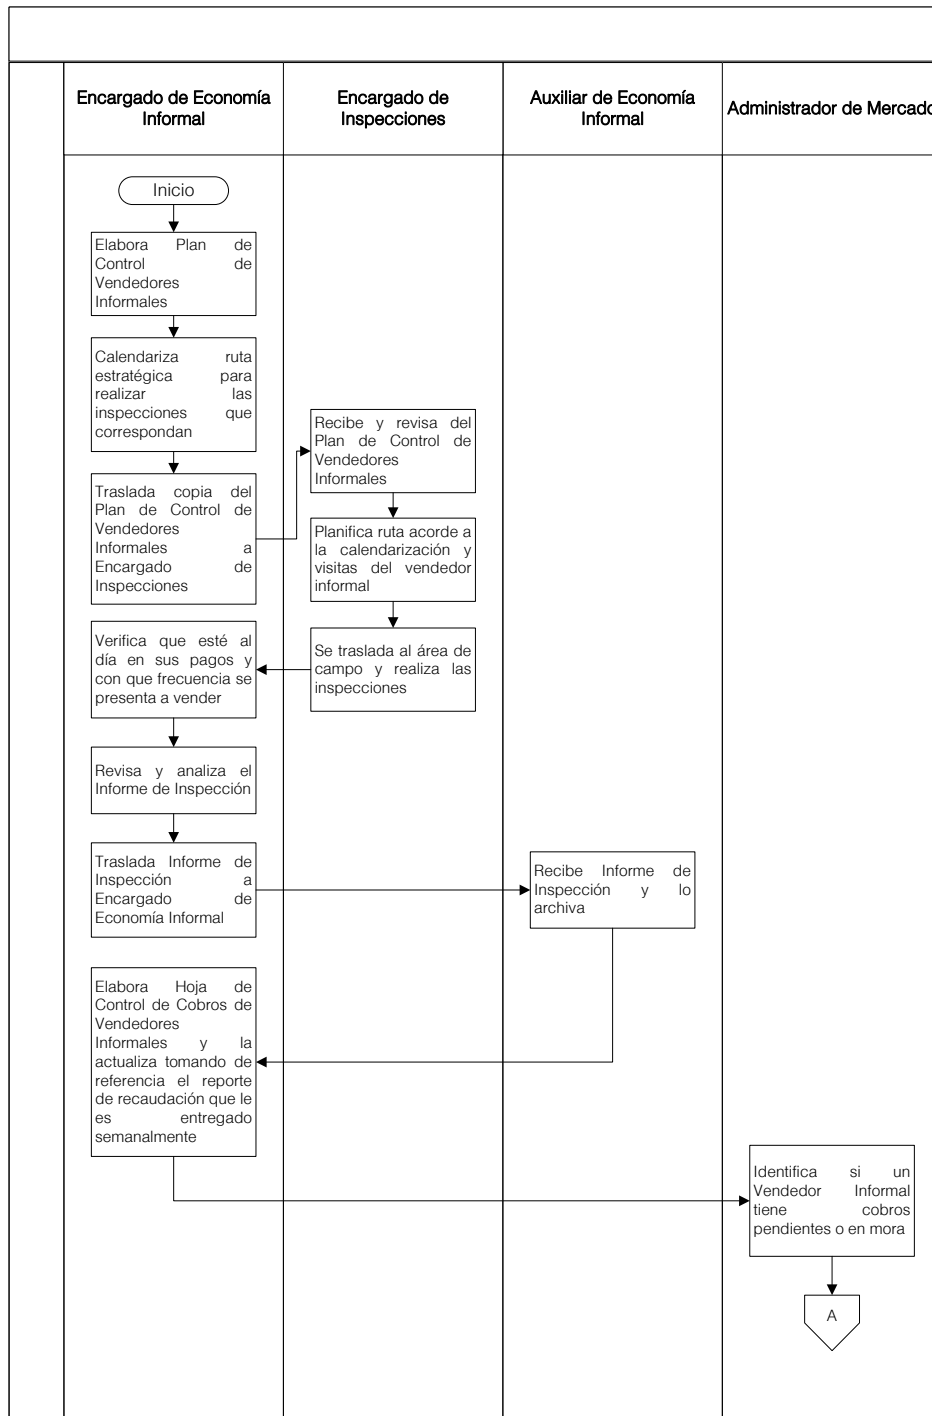 Encargado de Economía
Informal
Encargado de
Inspecciones
Auxiliar de Economía
Informal
Administrador de Mercado
Inicio
Elabora Plan de
Control de
Vendedores
Informales
Calendariza ruta
estratégica para
realizar las
inspecciones que
correspondan
Traslada copia del
Plan de Control de
Vendedores
Informales a
Encargado de
Inspecciones
Recibe y revisa del
Plan de Control de
Vendedores
Informales
Planifica ruta acorde a
la calendarización y
visitas del vendedor
informal
Se traslada al área de
campo y realiza las
inspecciones
Verifica que esté al
día en sus pagos y
con que frecuencia se
presenta a vender
Revisa y analiza el
Informe de Inspección
Traslada Informe de
Inspección a
Encargado de
Economía Informal
Recibe Informe de
Inspección y lo
archiva
Elabora Hoja de
Control de Cobros de
Vendedores
Informales y la
actualiza tomando de
referencia el reporte
de recaudación que le
es entregado
semanalmente
Identifica si un
Vendedor Informal
tiene cobros
pendientes o en mora
A